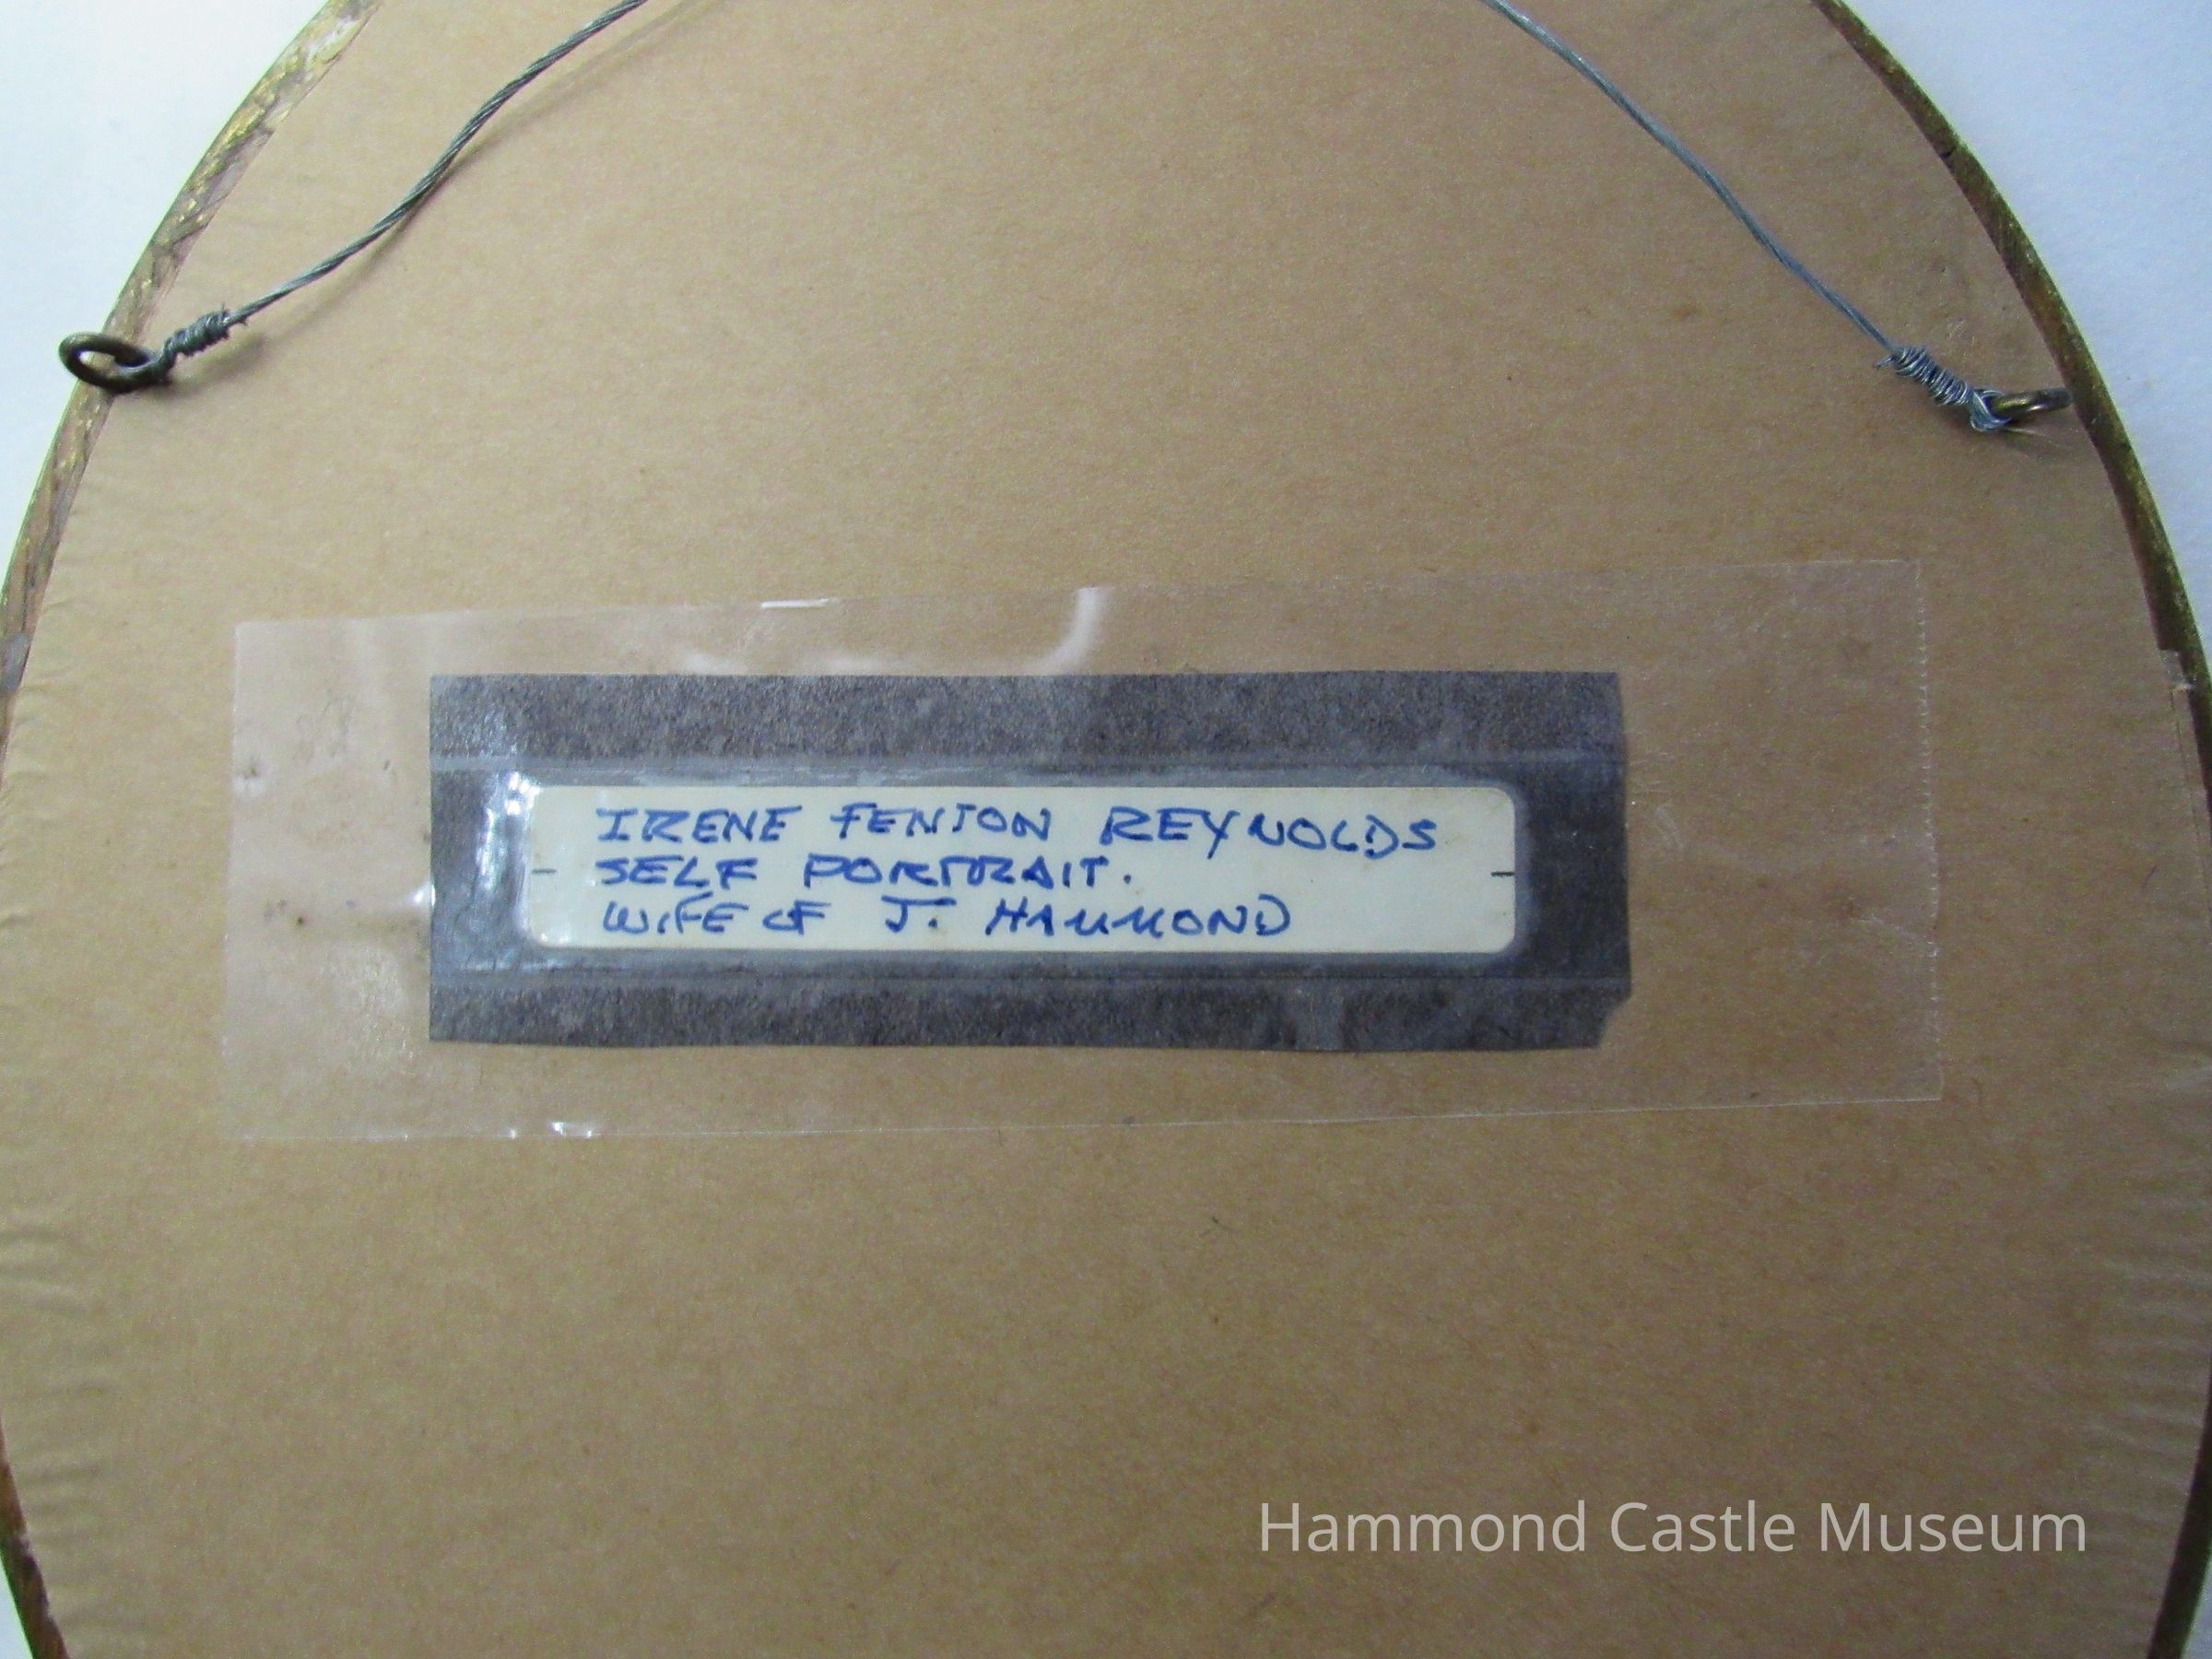 IRENE FENTON REYNOLDS
SELF PORTRAIT.
WIFE OF J. HAMMOND
Hammond Castle Museum